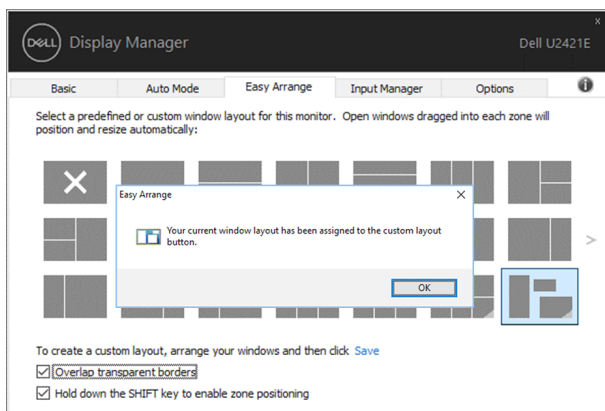 x
DELL Display Manager Dell U2421E
Basic Auto Mode Easy Arrange Input Manager Options i
Select a predefined or custom window layout for this monitor. Open windows dragged into each zone will
position and resize automatically:
Easy Arrange
Your current window layout has been assigned to the custom layout
button.
OK
To create a custom layout, arrange your windows and then click Save
Overlap transparent borders
Hold down the SHIFT key to enable zone positioning